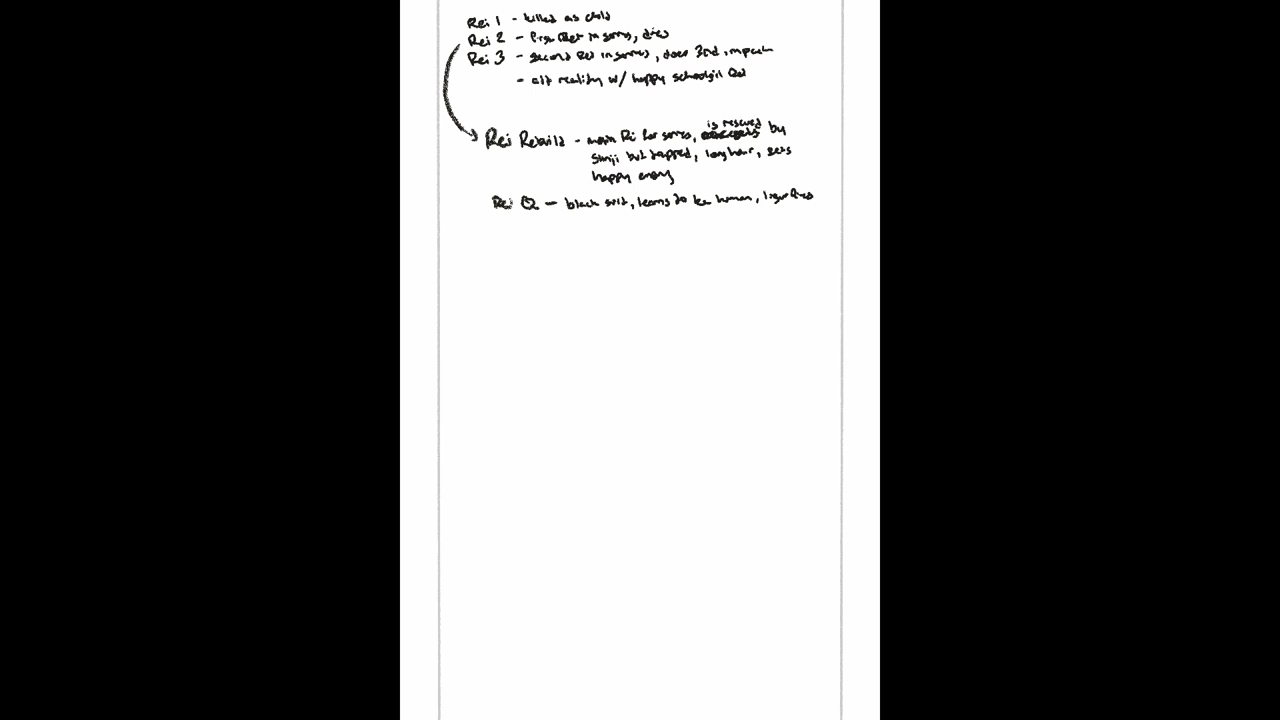 Rei 1 - killed as child
Rei 2 - first Rei in series, dies
Rei 3 - second Rei in series, does 3rd impact
- alt reality w/ happy schoolgirl Rei
Rei Rebuild - main Rei for series, is rescued by
Shinji but trapped, long hair, gets
happy ending
Rei Q - black suit, learns to be human, liquifies